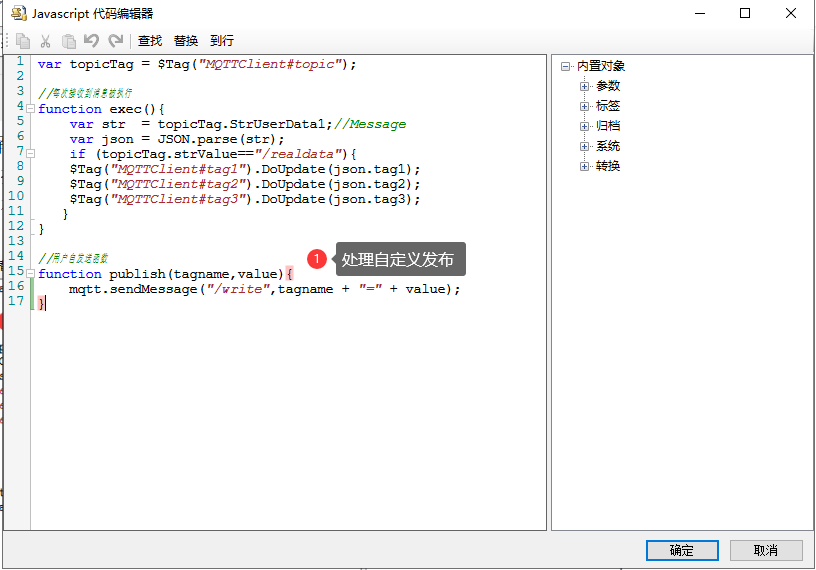 Javascript 代码编辑器
查找 替换 到行
1 var topicTag = $Tag("MQTTClient#topic");
2
3 //每次接收到消息被执行
4 function exec(){
5 var str = topicTag.StrUserData1;//Message
6 var json = JSON.parse(str);
7 if (topicTag.strValue=="/realdata"){
8 $Tag("MQTTClient#tag1").DoUpdate(json.tag1);
9 $Tag("MQTTClient#tag2").DoUpdate(json.tag2);
10 $Tag("MQTTClient#tag3").DoUpdate(json.tag3);
11 }
12 }
13
14 //用户自发送函数
1 处理自定义发布
15 function publish(tagname,value){
16 mqtt.sendMessage("/write",tagname + "=" + value);
17 }
内置对象
参数
标签
归档
系统
转换
确定 取消